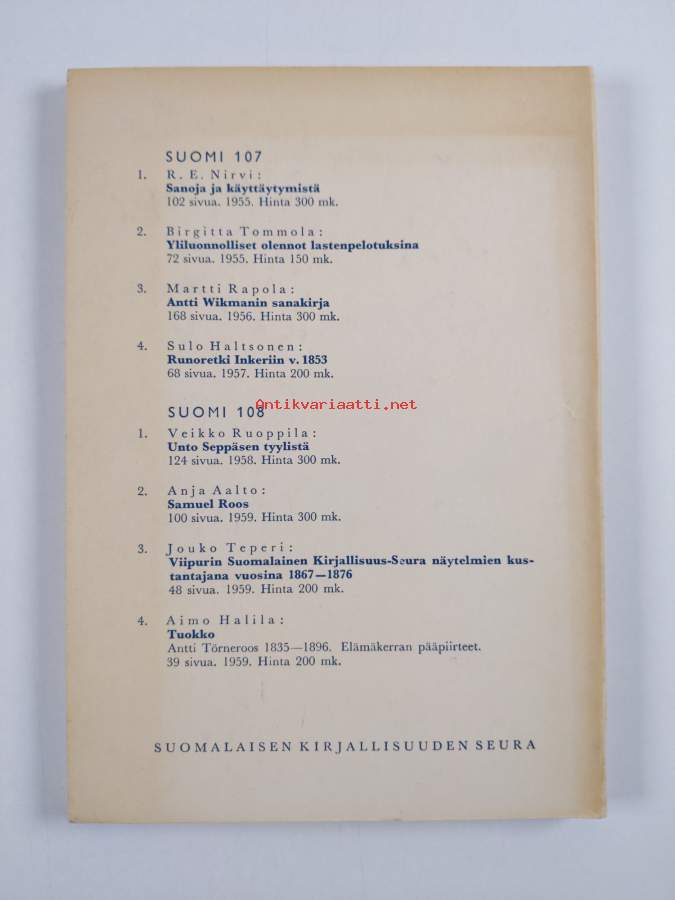 SUOMI 107
1. R. E. Nirvi:
Sanoja ja käyttäytymistä
102 sivua. 1955. Hinta 300 mk.
2. Birgitta Tommola:
Yliluonnolliset olennot lastenpelotuksina
72 sivua. 1955. Hinta 150 mk.
3. Martti Rapola:
Antti Wikmanin sanakirja
168 sivua. 1956. Hinta 300 mk.
4. Sulo Haltsonen:
Runoretki Inkeriin v. 1853
68 sivua. 1957. Hinta 200 mk.
Antikvariaatti.net
SUOMI 108
1. Veikko Ruoppila:
Unto Seppäsen tyylistä
124 sivua. 1958. Hinta 300 mk.
2. Anja Aalto:
Samuel Roos
100 sivua. 1959. Hinta 300 mk.
3. Jouko Teperi:
Viipurin Suomalainen Kirjallisuus-Seura näytelmien kus-
tantajana vuosina 1867—1876
48 sivua. 1959. Hinta 200 mk.
4. Aimo Halila:
Tuokko
Antti Törneroos 1835—1896. Elämäkerran pääpiirteet.
39 sivua. 1959. Hinta 200 mk.
SUOMALAISEN KIRJALLISUUDEN SEURA